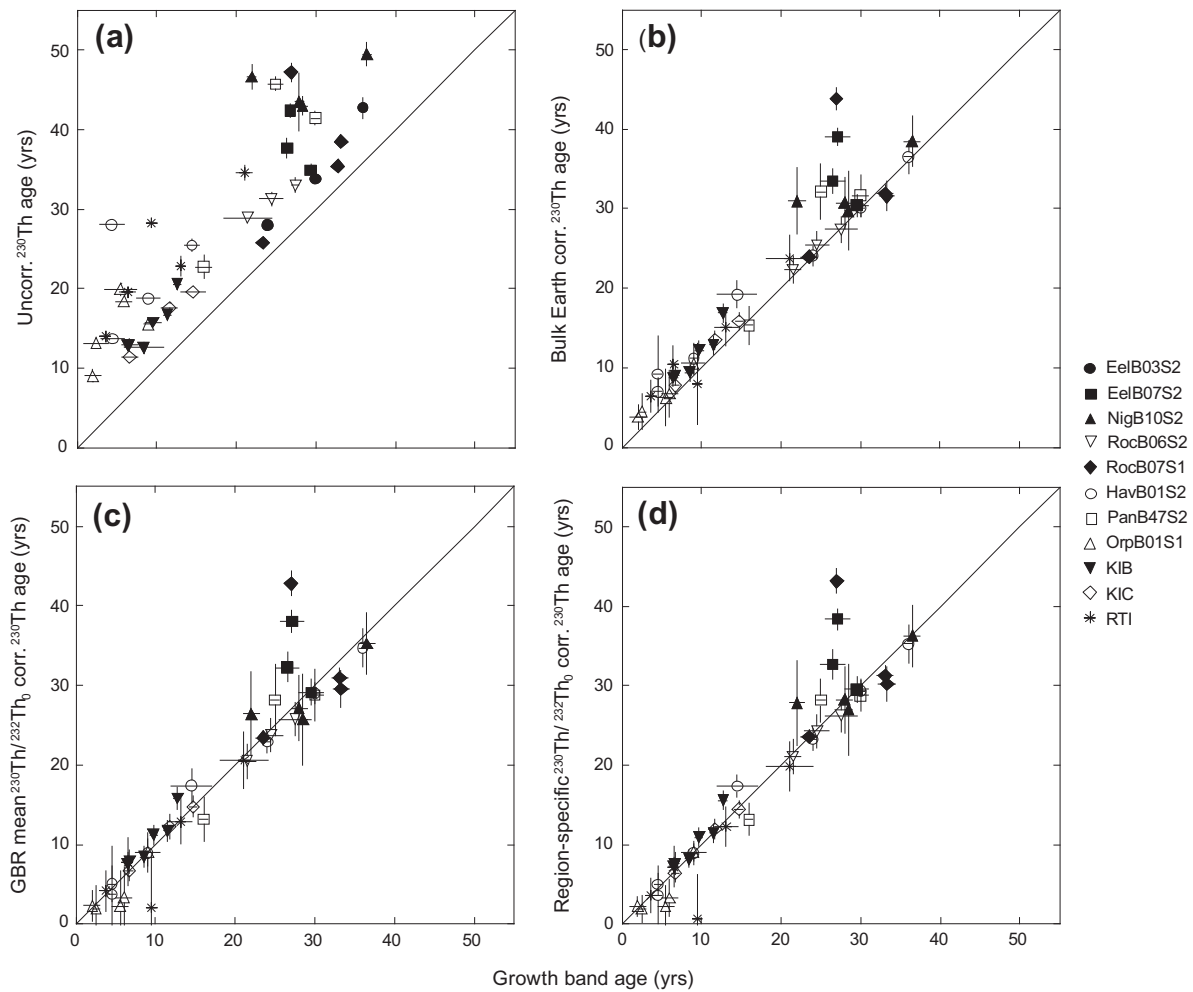 (a)
Uncorr. ²³⁰Th age (yrs)
50
40
30
20
10
0
(b)
Bulk Earth corr. ²³⁰Th age (yrs)
50
40
30
20
10
0
(c)
GBR mean ²³⁰Th/²³²Th₀ corr. ²³⁰Th age (yrs)
50
40
30
20
10
0
0 10 20 30 40 50
(d)
Region-specific ²³⁰Th/²³²Th₀ corr. ²³⁰Th age (yrs)
50
40
30
20
10
0
0 10 20 30 40 50
Growth band age (yrs)
EelB03S2
EelB07S2
NigB10S2
RocB06S2
RocB07S1
HavB01S2
PanB47S2
OrpB01S1
KIB
KIC
RTI